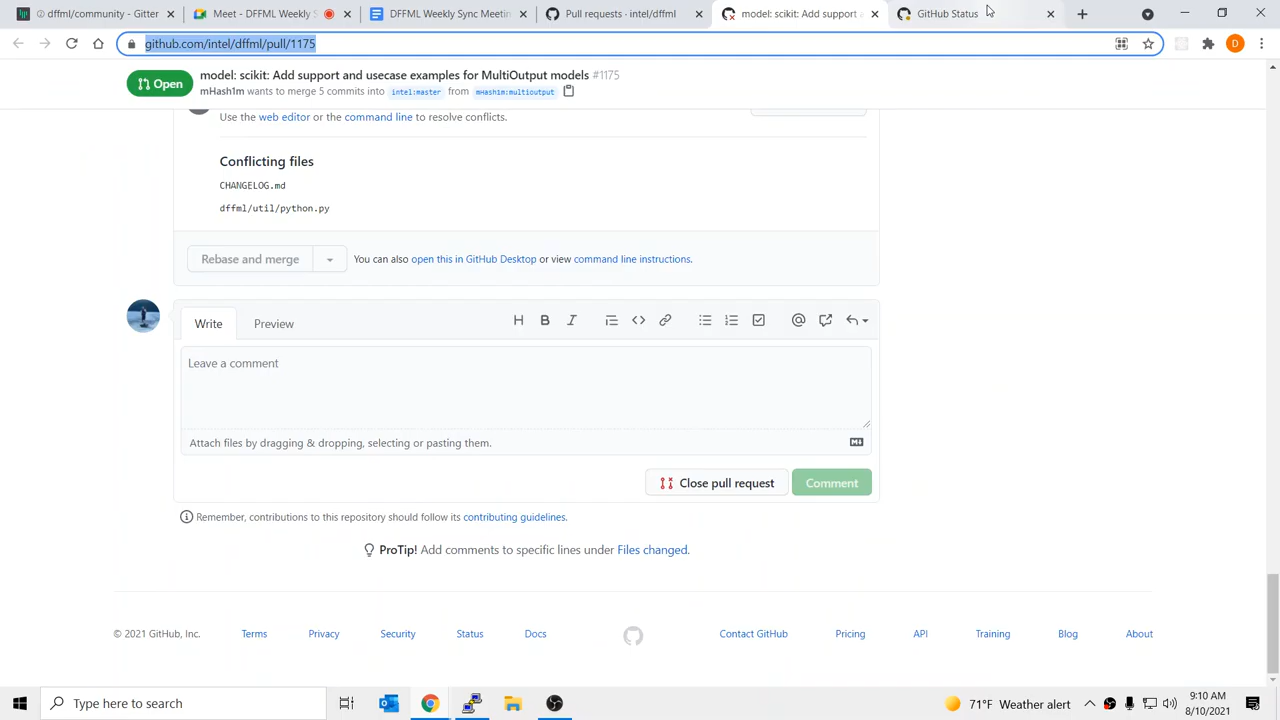 dffml/community - Gitter
Meet - DFFML Weekly S
DFFML Weekly Sync Meetin
Pull requests · intel/dffml
model: scikit: Add support a
GitHub Status
github.com/intel/dffml/pull/1175
Open
model: scikit: Add support and usecase examples for MultiOutput models #1175
mHash1m wants to merge 5 commits into intel:master from mHash1m:multioutput
Use the web editor or the command line to resolve conflicts.
Conflicting files
CHANGELOG.md
dffml/util/python.py
Rebase and merge
You can also open this in GitHub Desktop or view command line instructions.
Write
Preview
Leave a comment
Attach files by dragging & dropping, selecting or pasting them.
Close pull request
Comment
Remember, contributions to this repository should follow its contributing guidelines.
ProTip! Add comments to specific lines under Files changed.
© 2021 GitHub, Inc.
Terms
Privacy
Security
Status
Docs
Contact GitHub
Pricing
API
Training
Blog
About
Type here to search
71°F Weather alert
9:10 AM
8/10/2021